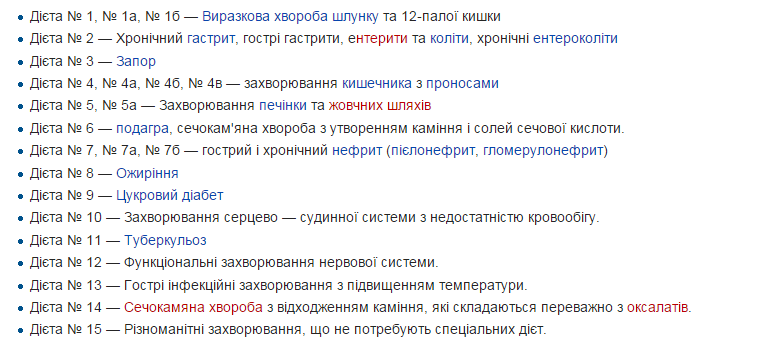 Дієта № 1, № 1а, № 1б — Виразкова хвороба шлунку та 12-палої кишки
Дієта № 2 — Хронічний гастрит, гострі гастрити, ентерити та коліти, хронічні ентероколіти
Дієта № 3 — Запор
Дієта № 4, № 4а, № 4б, № 4в — захворювання кишечника з проносами
Дієта № 5, № 5а — Захворювання печінки та жовчних шляхів
Дієта № 6 — подагра, сечокам'яна хвороба з утворенням каміння і солей сечової кислоти.
Дієта № 7, № 7а, № 7б — гострий і хронічний нефрит (пієлонефрит, гломерулонефрит)
Дієта № 8 — Ожиріння
Дієта № 9 — Цукровий діабет
Дієта № 10 — Захворювання серцево — судинної системи з недостатністю кровообігу.
Дієта № 11 — Туберкульоз
Дієта № 12 — Функціональні захворювання нервової системи.
Дієта № 13 — Гострі інфекційні захворювання з підвищенням температури.
Дієта № 14 — Сечокамяна хвороба з відходженням каміння, які складаються переважно з оксалатів.
Дієта № 15 — Різноманітні захворювання, що не потребують спеціальних дієт.